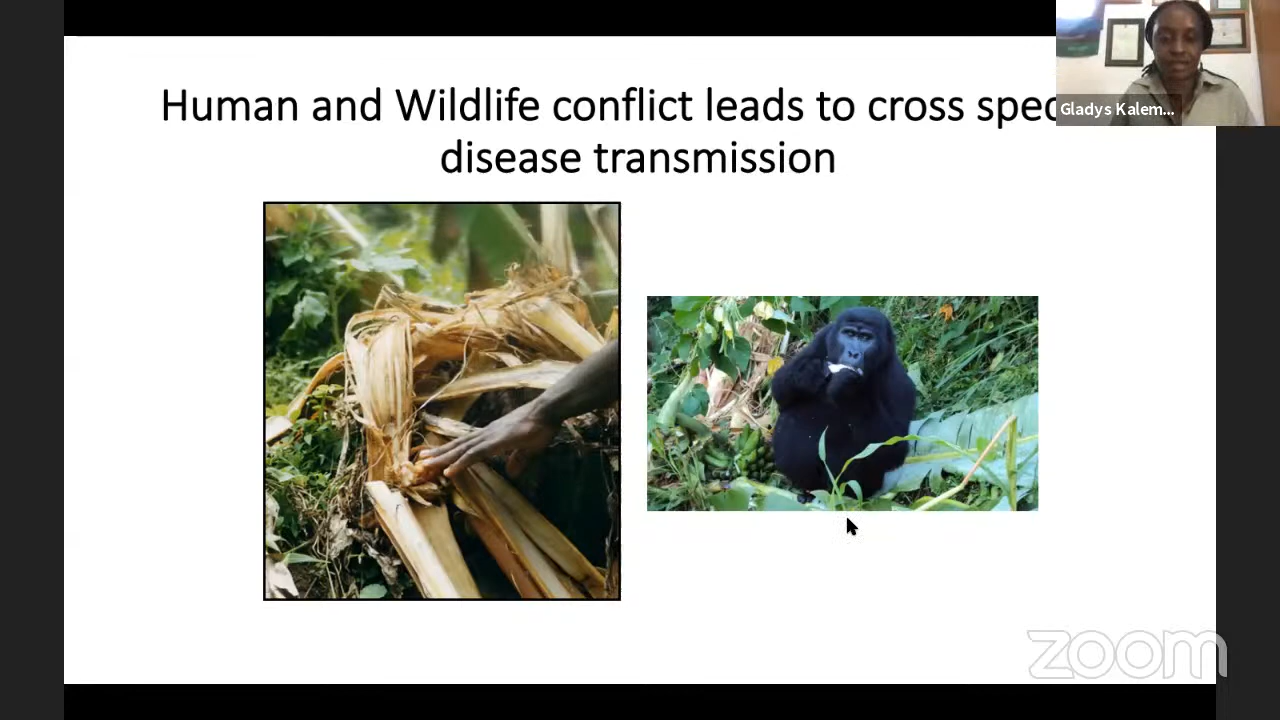 Human and Wildlife conflict leads to cross spec
disease transmission
Gladys Kalem...
zoom